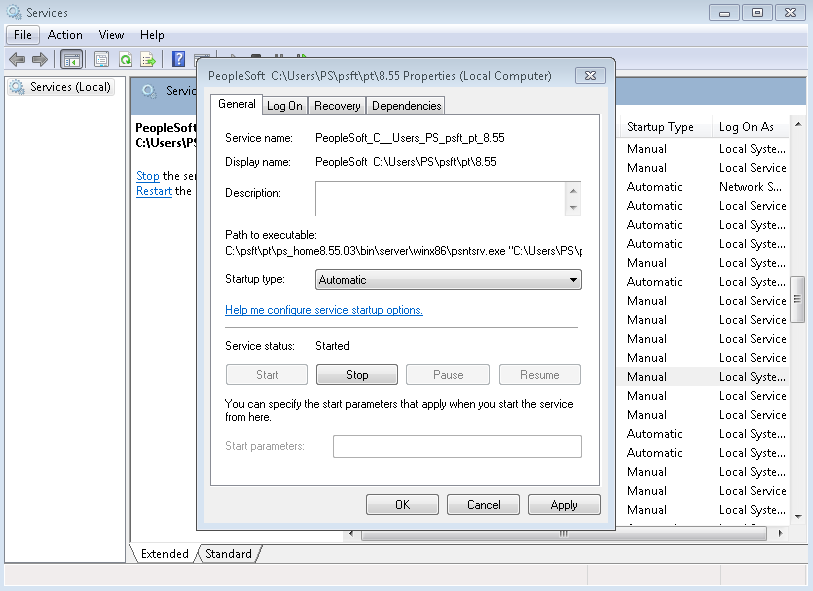 Services
File Action View Help
Services (Local)
Servic
PeopleSoft
C:\Users\PS
Stop the ser
Restart the
PeopleSoft C:\Users\PS\psft\pt\8.55 Properties (Local Computer)
General Log On Recovery Dependencies
Service name: PeopleSoft_C__Users_PS_psft_pt_8.55
Display name: PeopleSoft C:\Users\PS\psft\pt\8.55
Description:
Path to executable:
C:\psft\pt\ps_home8.55.03\bin\server\winx86\psntsrv.exe "C:\Users\PS\p
Startup type: Automatic
Help me configure service startup options.
Service status: Started
Start Stop Pause Resume
You can specify the start parameters that apply when you start the service
from here.
Start parameters:
OK Cancel Apply
Startup Type Log On As
Manual Local Syste...
Manual Local Service
Automatic Network S...
Automatic Local Service
Automatic Local Syste...
Automatic Local Syste...
Manual Local Syste...
Automatic Local Syste...
Manual Local Service
Manual Local Service
Manual Local Service
Manual Local Service
Manual Local Syste...
Manual Local Service
Manual Local Service
Automatic Local Syste...
Automatic Local Syste...
Manual Local Syste...
Manual Local Service
Manual Local Syste...
Extended Standard